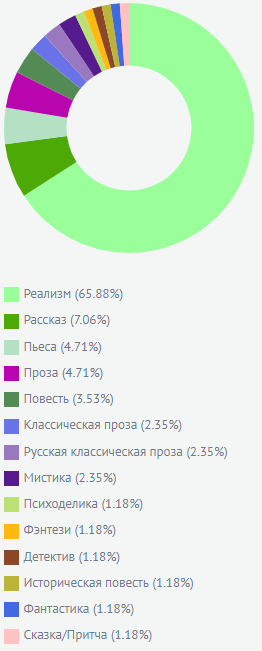 Реализм (65.88%)
Рассказ (7.06%)
Пьеса (4.71%)
Проза (4.71%)
Повесть (3.53%)
Классическая проза (2.35%)
Русская классическая проза (2.35%)
Мистика (2.35%)
Психоделика (1.18%)
Фэнтези (1.18%)
Детектив (1.18%)
Историческая повесть (1.18%)
Фантастика (1.18%)
Сказка/Притча (1.18%)